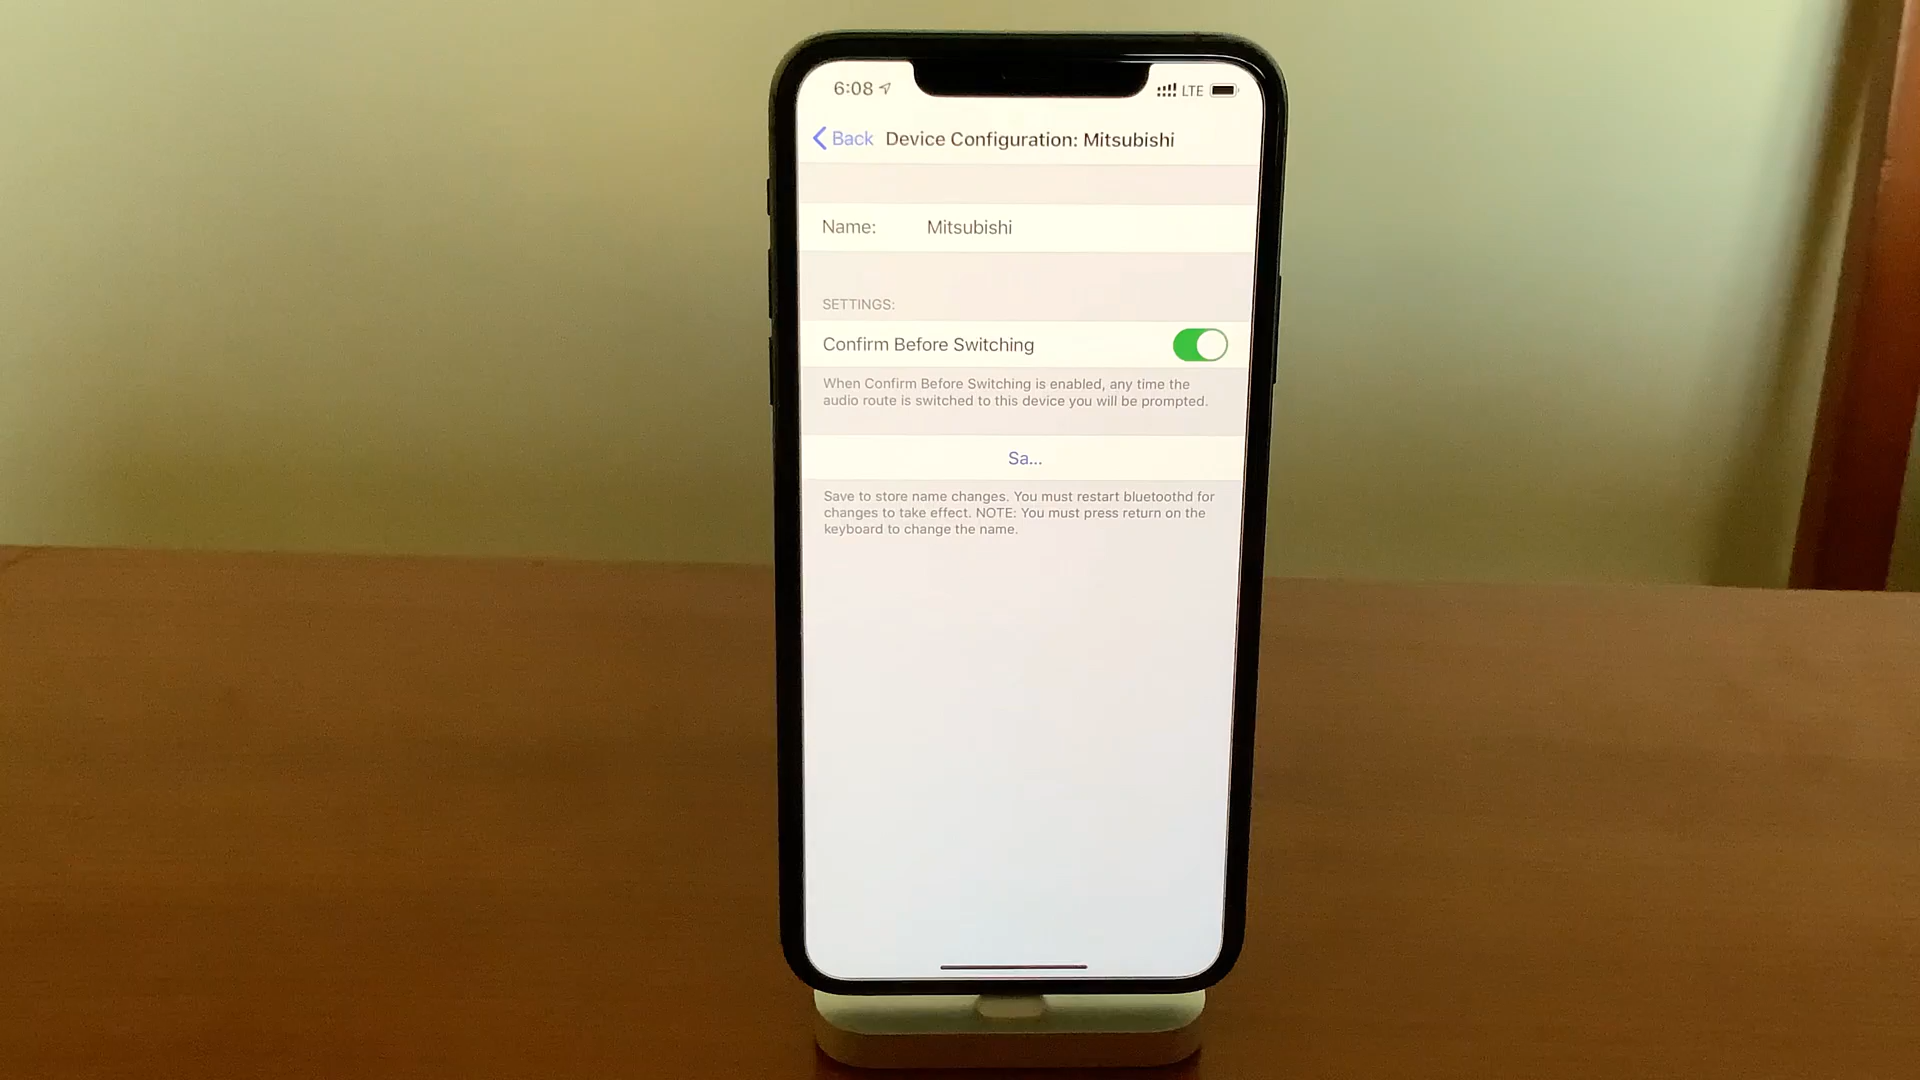 6:08 LTE
Back Device Configuration: Mitsubishi
Name: Mitsubishi
SETTINGS:
Confirm Before Switching
When Confirm Before Switching is enabled, any time the
audio route is switched to this device you will be prompted.
Sa...
Save to store name changes. You must restart bluetoothd for
changes to take effect. NOTE: You must press return on the
keyboard to change the name.